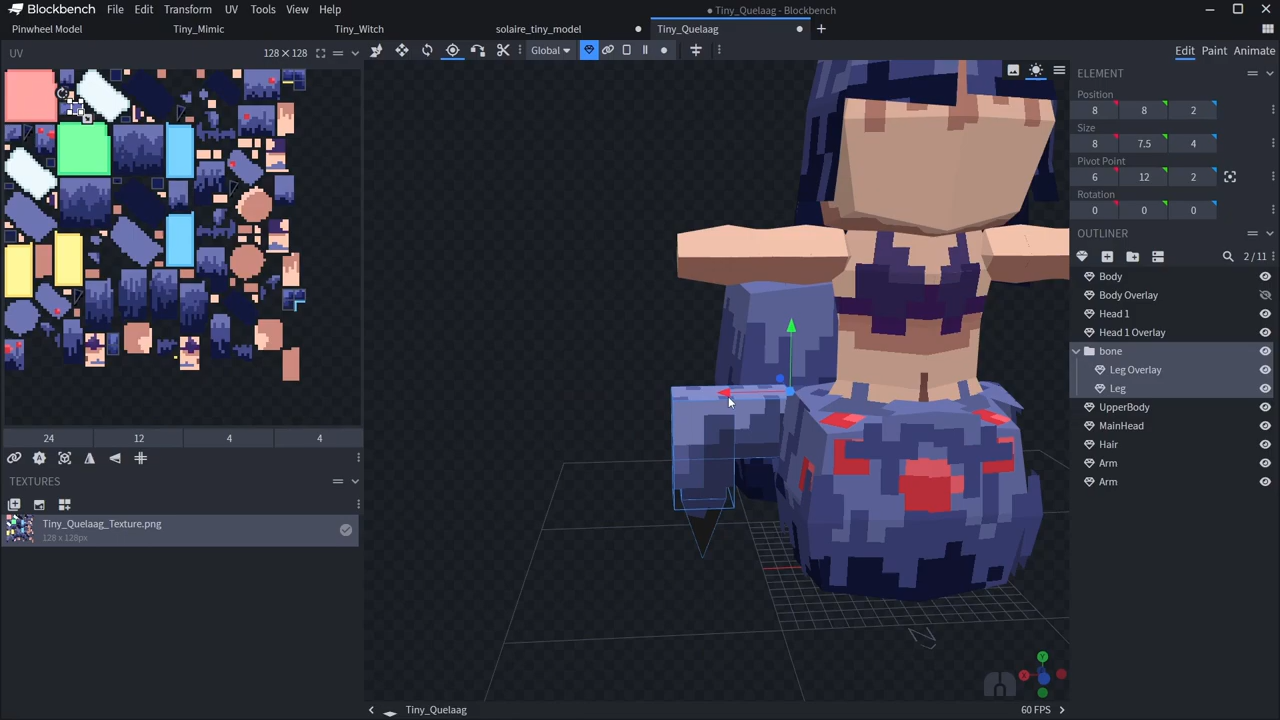 Blockbench
File Edit Transform UV Tools View Help
Tiny_Quelaag - Blockbench
Pinwheel Model
Tiny_Mimic
Tiny_Witch
solaire_tiny_model
Tiny_Quelaag
UV
128×128
Global
Edit Paint Animate
ELEMENT
Position
8 8 2
Size
8 7.5 4
Pivot Point
6 12 2
Rotation
0 0 0
OUTLINER
2 / 11
Body
Body Overlay
Head 1
Head 1 Overlay
bone
Leg Overlay
Leg
UpperBody
MainHead
Hair
Arm
Arm
24 12 4 4
TEXTURES
Tiny_Quelaag_Texture.png
128 x 128px
N
Y
X
Tiny_Quelaag
60 FPS